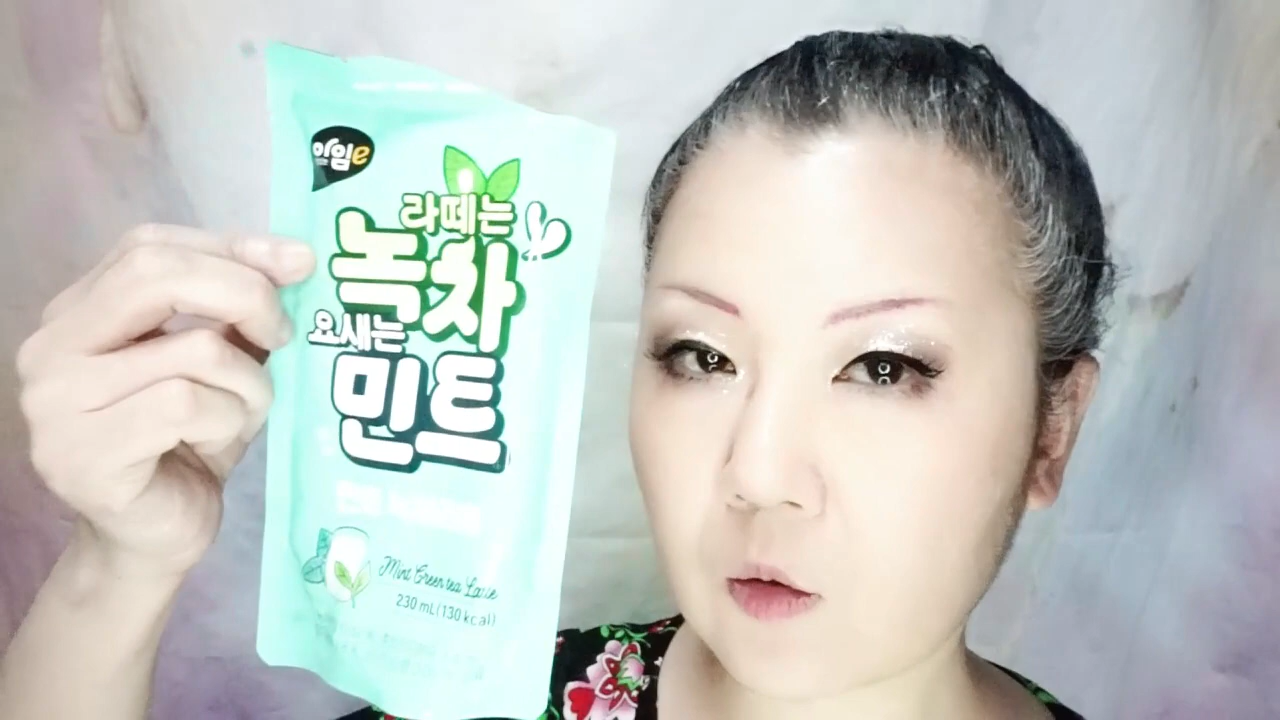 아임e
라떼는
녹차
요새는
민트
Mint Green tea Latte
230 mL(130 kcal)